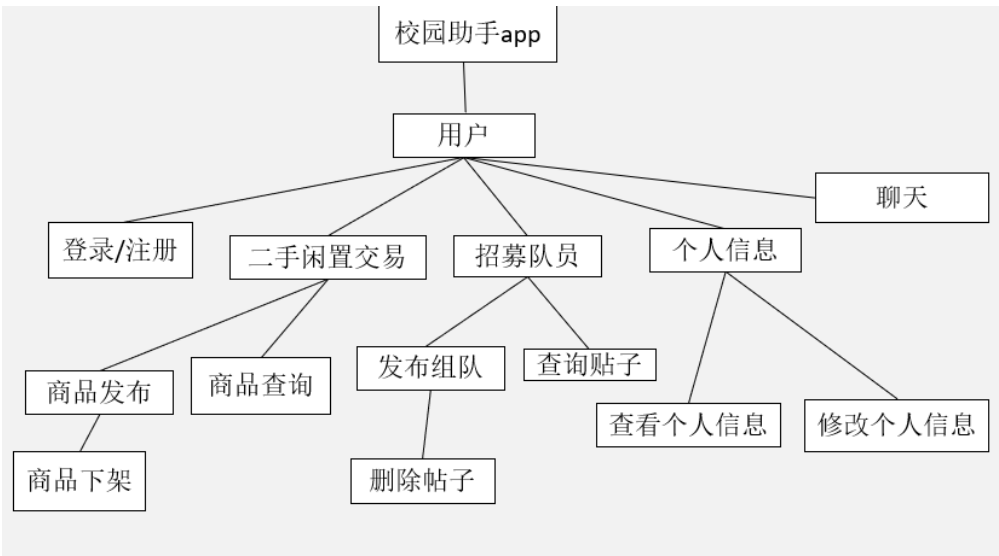 校园助手app
用户
聊天
登录/注册
二手闲置交易
招募队员
个人信息
商品发布
商品查询
发布组队
查询贴子
查看个人信息
修改个人信息
商品下架
删除帖子